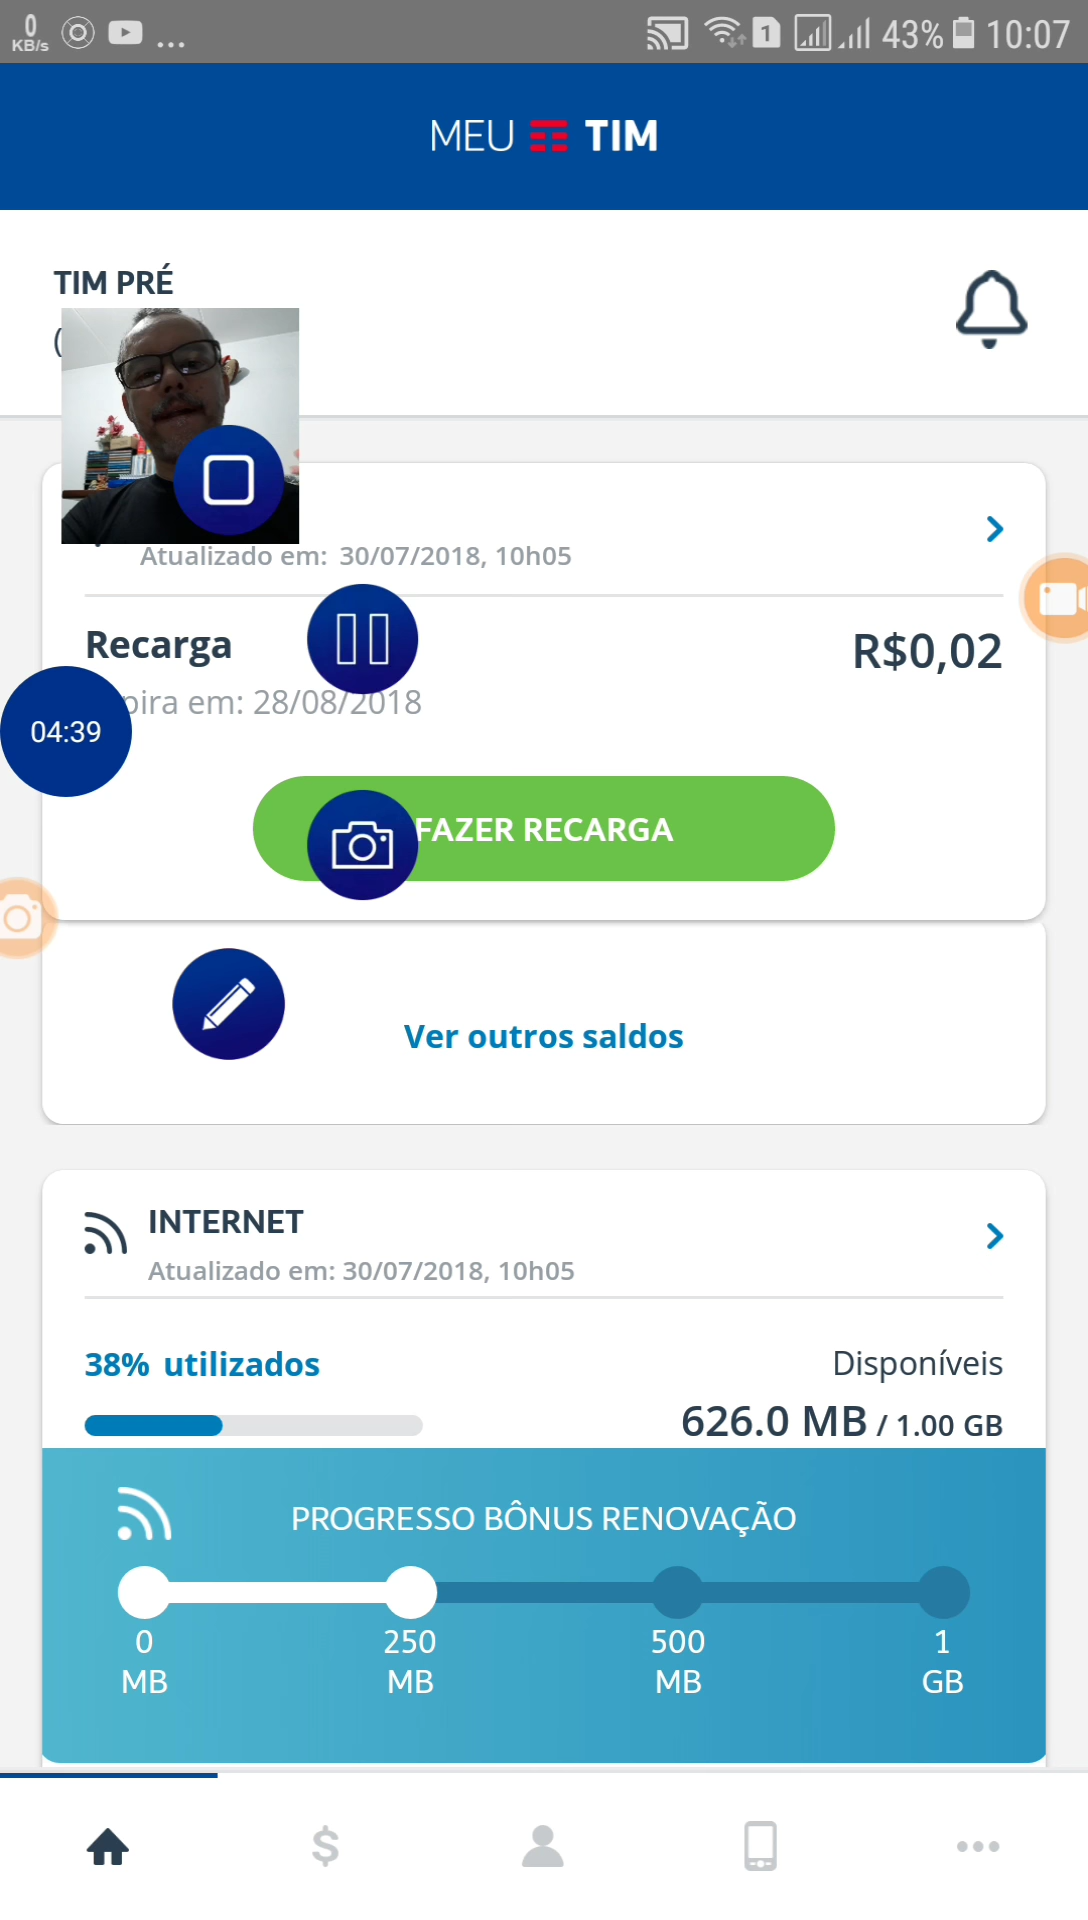 0
KB/s
...
1
43%
10:07
MEU TIM
TIM PRÉ
(
Atualizado em: 30/07/2018, 10h05
Recarga
R$0,02
pira em: 28/08/2018
04:39
FAZER RECARGA
Ver outros saldos
INTERNET
Atualizado em: 30/07/2018, 10h05
38% utilizados
Disponíveis
626.0 MB / 1.00 GB
PROGRESSO BÔNUS RENOVAÇÃO
0 MB
250 MB
500 MB
1 GB